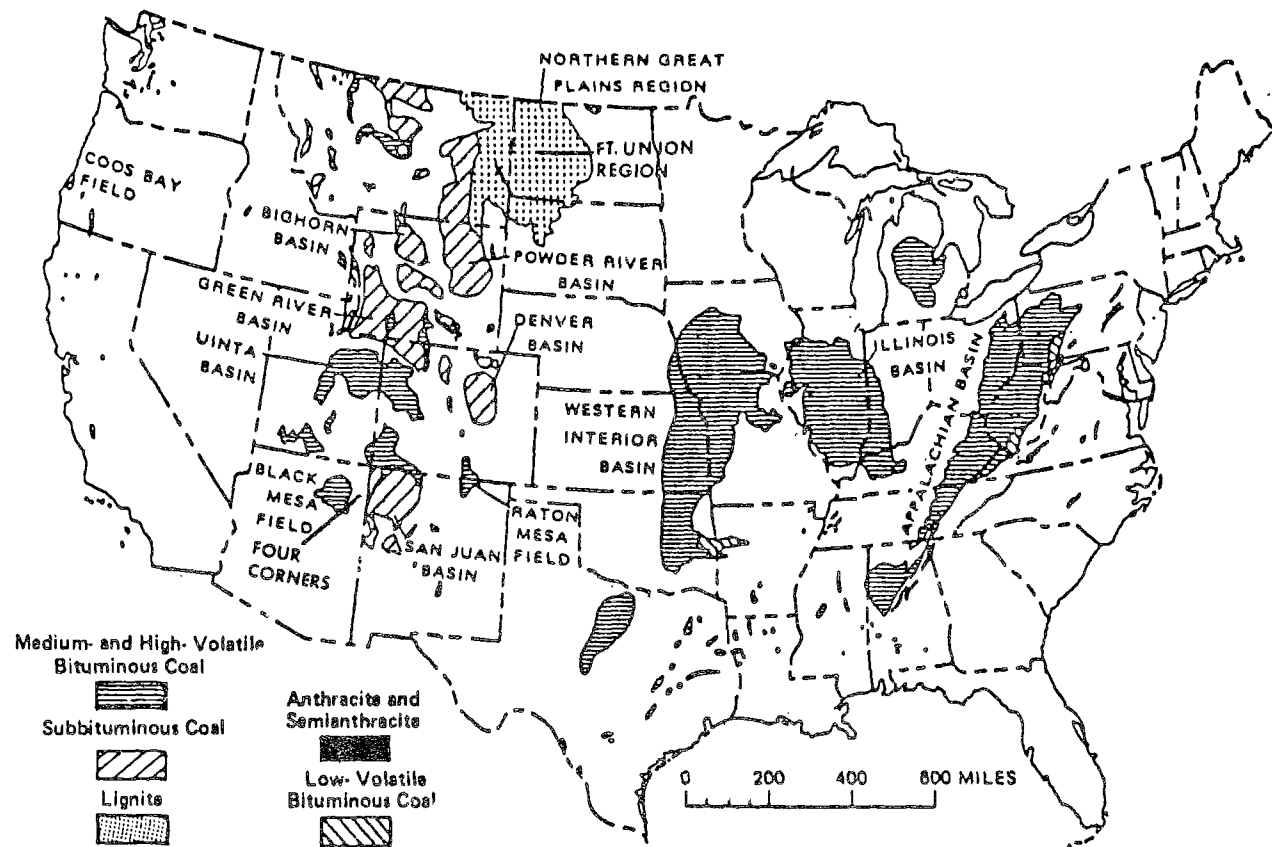 NORTHERN GREAT
PLAINS REGION
FT. UNION
REGION
COOS BAY
FIELD
BIGHORN
BASIN
POWDER RIVER
BASIN
GREEN RIVER
BASIN
DENVER
BASIN
UINTA
BASIN
ILLINOIS
BASIN
APPALACHIAN BASIN
WESTERN
INTERIOR
BASIN
BLACK
MESA
FIELD
FOUR
CORNERS
SAN JUAN
BASIN
RATON
MESA
FIELD
Medium- and High- Volatile
Bituminous Coal
Subbituminous Coal
Lignite
Anthracite and
Semianthracite
Low- Volatile
Bituminous Coal
0 200 400 600 MILES